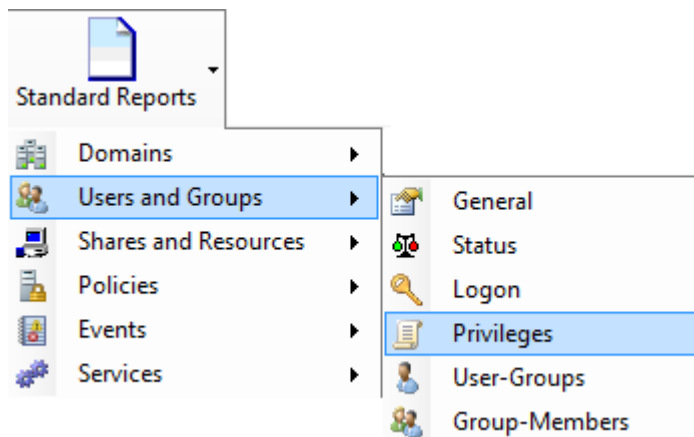 Standard Reports
Domains
Users and Groups
Shares and Resources
Policies
Events
Services
General
Status
Logon
Privileges
User-Groups
Group-Members